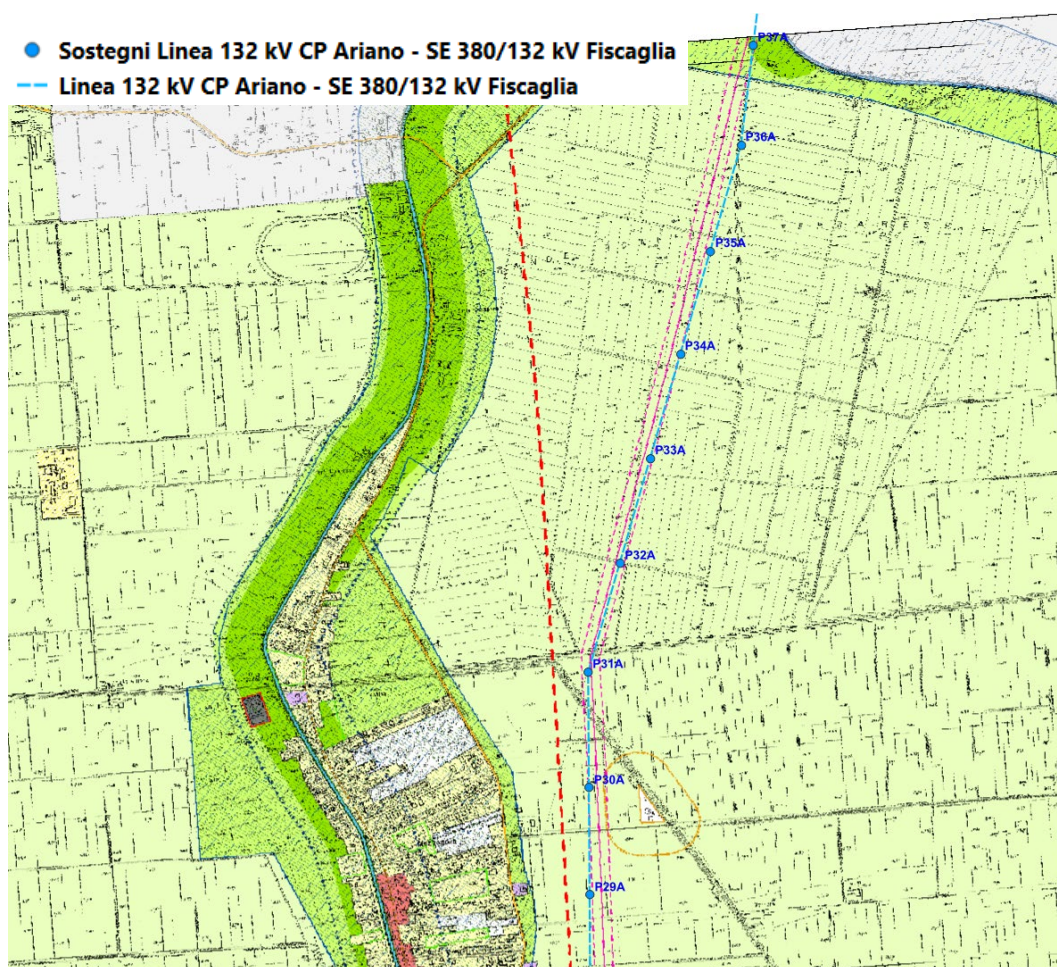 Sostegni Linea 132 kV CP Ariano - SE 380/132 kV Fiscaglia
Linea 132 kV CP Ariano - SE 380/132 kV Fiscaglia
P37A
P36A
P35A
P34A
P33A
P32A
P31A
P30A
P29A